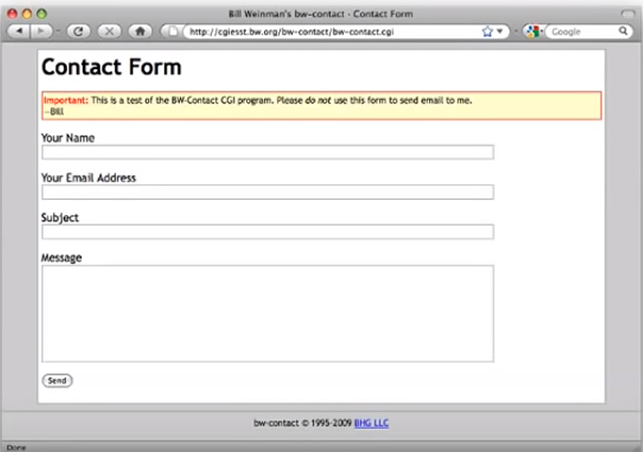 Bill Weinman's bw-contact - Contact Form
http://cgiesst.bw.org/bw-contact/bw-contact.cgi
Google
Contact Form
Important: This is a test of the BW-Contact CGI program. Please do not use this form to send email to me.
—Bill
Your Name
Your Email Address
Subject
Message
Send
bw-contact © 1995-2009 BHG LLC
Done